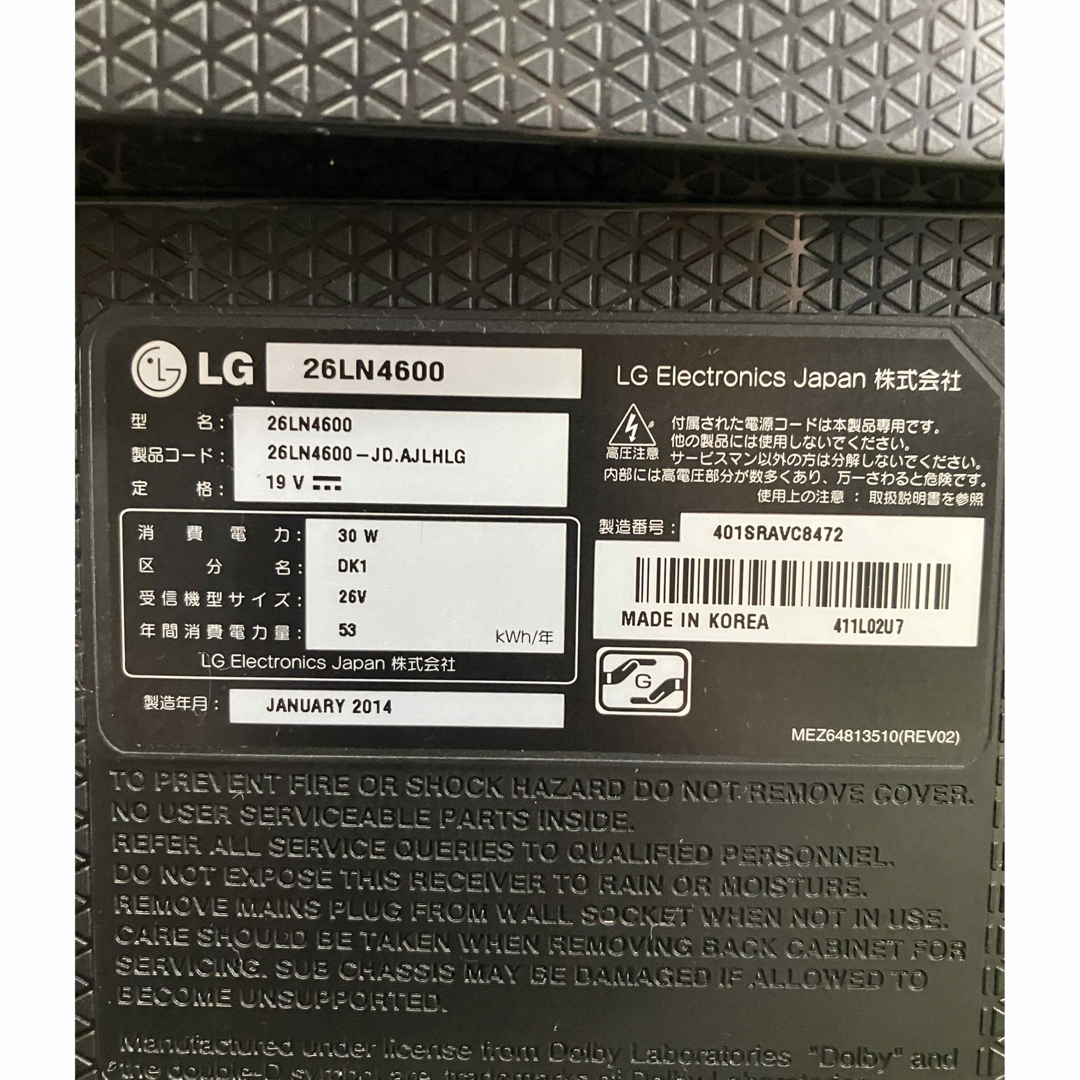 LG 26LN4600
型 名: 26LN4600
製品コード: 26LN4600-JD.AJLHLG
定 格: 19 V
消 費 電 力: 30 W
区 分 名: DK1
受信機型サイズ: 26V
年間消費電力量: 53 kWh/年
LG Electronics Japan 株式会社
製造年月: JANUARY 2014
LG Electronics Japan 株式会社
高圧注意
付属された電源コードは本製品専用です。
他の製品には使用しないでください。
サービスマン以外の方は分解しないでください。
内部には高電圧部分が数多くあり、万一さわると危険です。
使用上の注意 : 取扱説明書を参照
製造番号: 401SRAVC8472
MADE IN KOREA 411L02U7
G
MEZ64813510(REV02)
TO PREVENT FIRE OR SHOCK HAZARD DO NOT REMOVE COVER.
NO USER SERVICEABLE PARTS INSIDE.
REFER ALL SERVICE QUERIES TO QUALIFIED PERSONNEL.
DO NOT EXPOSE THIS RECEIVER TO RAIN OR MOISTURE.
REMOVE MAINS PLUG FROM WALL SOCKET WHEN NOT IN USE.
CARE SHOULD BE TAKEN WHEN REMOVING BACK CABINET FOR
SERVICING. SUB CHASSIS MAY BE DAMAGED IF ALLOWED TO
BECOME UNSUPPORTED.
Manufactured under license from Dolby Laboratories "Dolby" and
the double-D symbol are trademarks of Dolby Laboratories